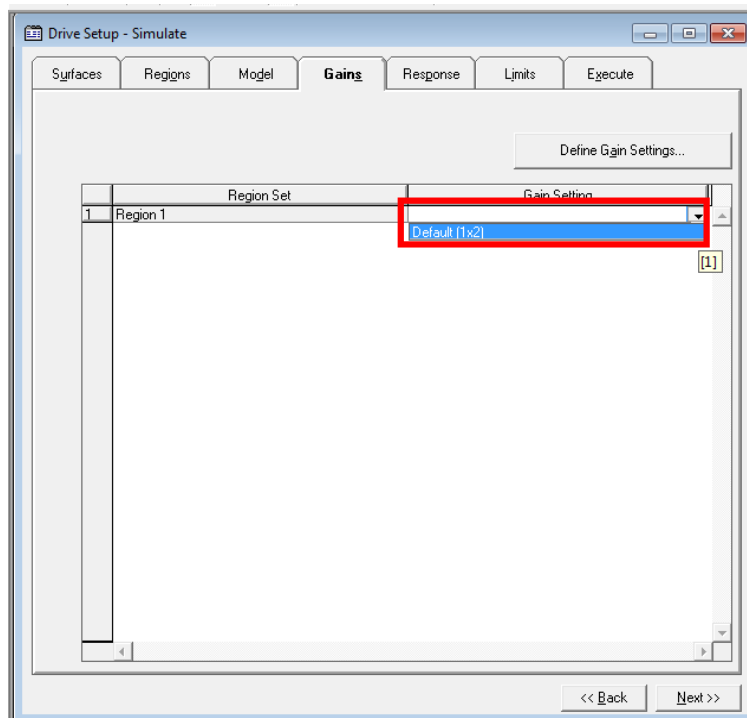 Drive Setup - Simulate
Surfaces Regions Model Gains Response Limits Execute
Define Gain Settings...
Region Set Gain Setting
1 Region 1
Default (1x2)
[1]
<< Back Next >>